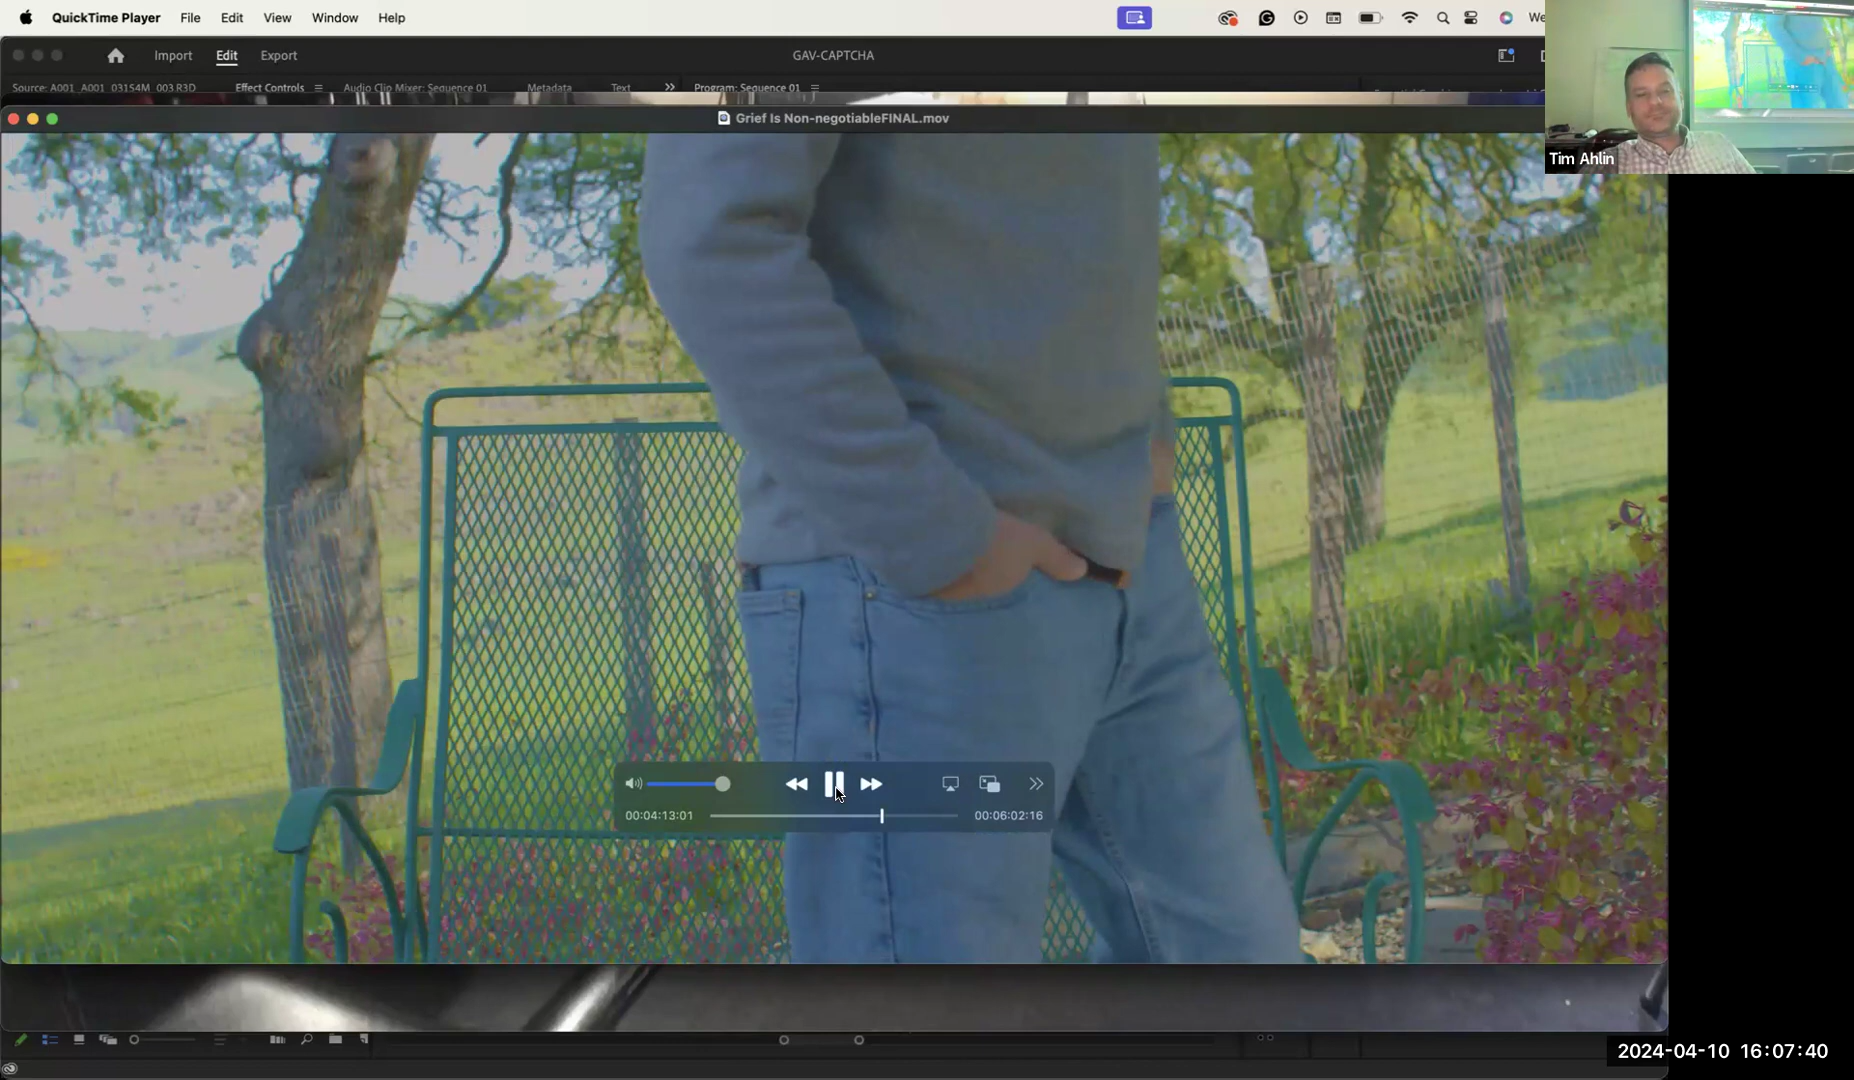 QuickTime Player File Edit View Window Help
We
Import Edit Export
GAV-CAPTCHA
Source: A001_A001_03154M_003.R3D Effect Controls Audio Clip Mixer: Sequence 01 Metadata Text Program: Sequence 01
Grief Is Non-negotiableFINAL.mov
Tim Ahlin
00:04:13:01 00:06:02:16
2024-04-10 16:07:40